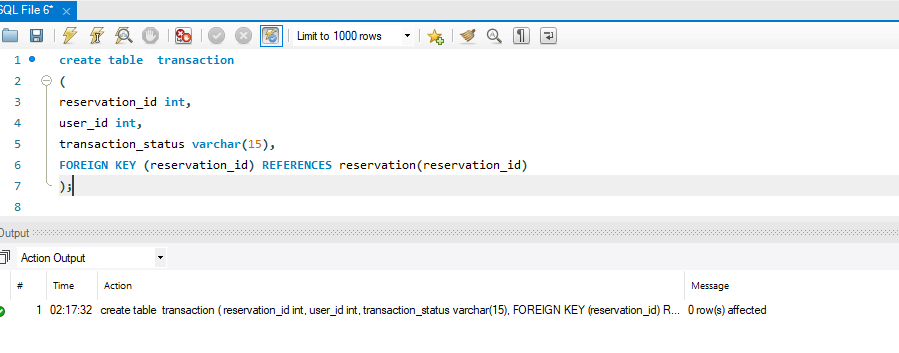 SQL File 6*
Limit to 1000 rows
1 create table  transaction
2 (
3 reservation_id int,
4 user_id int,
5 transaction_status varchar(15),
6 FOREIGN KEY (reservation_id) REFERENCES reservation(reservation_id)
7 );
8
Output
Action Output
# Time Action Message
1 02:17:32 create table  transaction ( reservation_id int, user_id int, transaction_status varchar(15), FOREIGN KEY (reservation_id) R... 0 row(s) affected